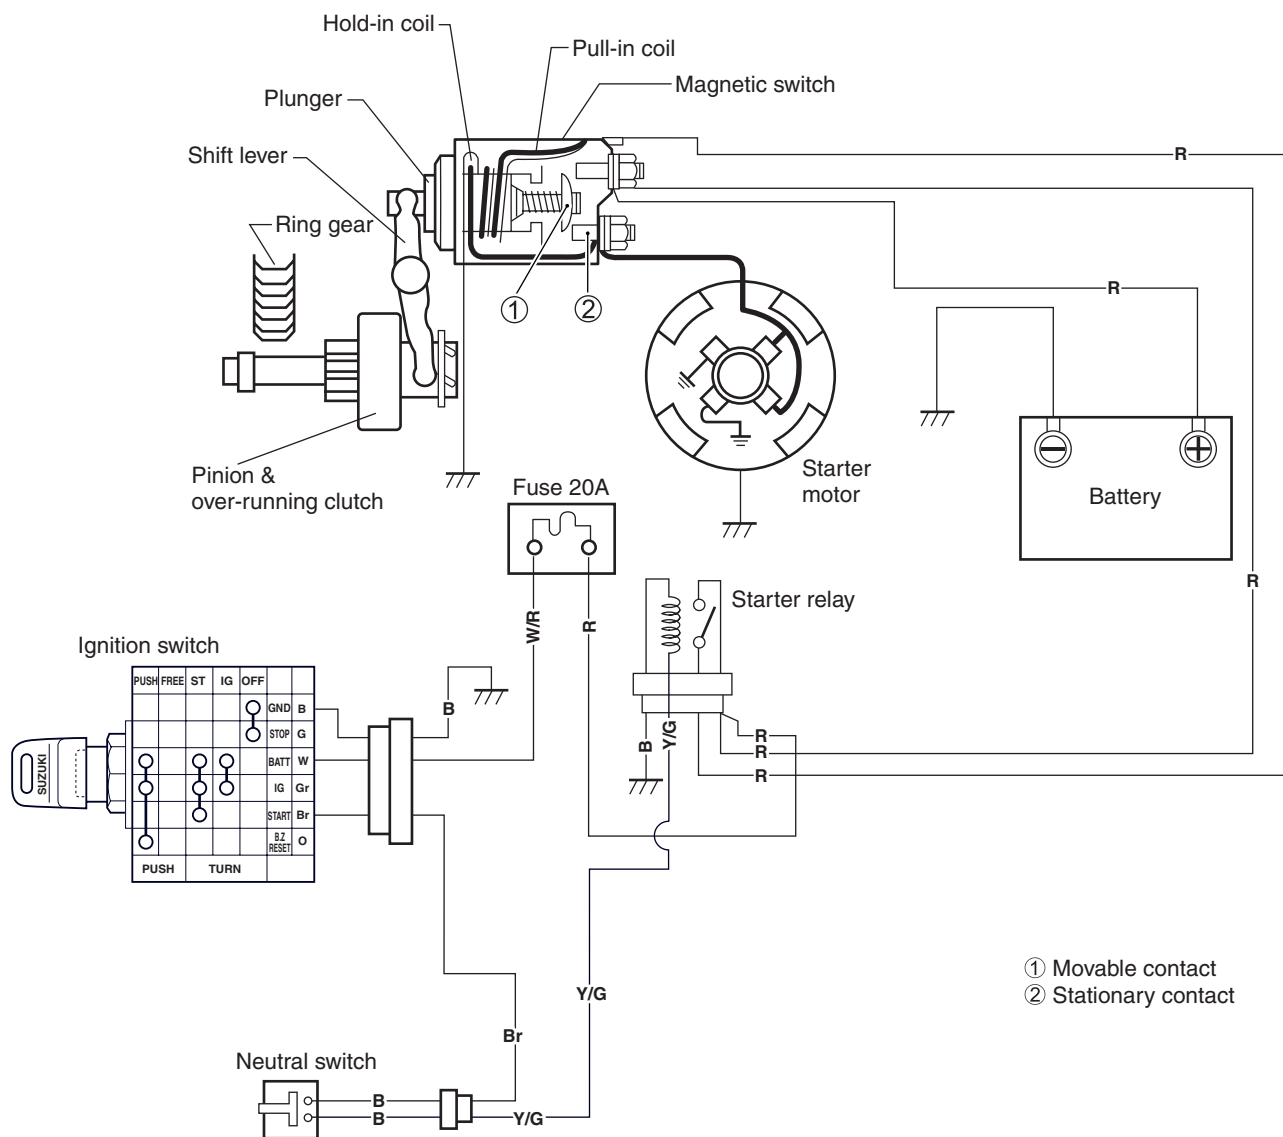 Hold-in coil
Pull-in coil
Magnetic switch
Plunger
Shift lever
R
Ring gear
1
2
R
Pinion &
over-running clutch
Starter
motor
Battery
Fuse 20A
R
W/R
R
Starter relay
Ignition switch
PUSH FREE ST IG OFF
GND B
STOP G
BATT W
IG Gr
START Br
B.Z
RESET O
PUSH TURN
SUZUKI
B
B
Y/G
R
R
R
1 Movable contact
2 Stationary contact
Y/G
Br
Neutral switch
B
B
Y/G